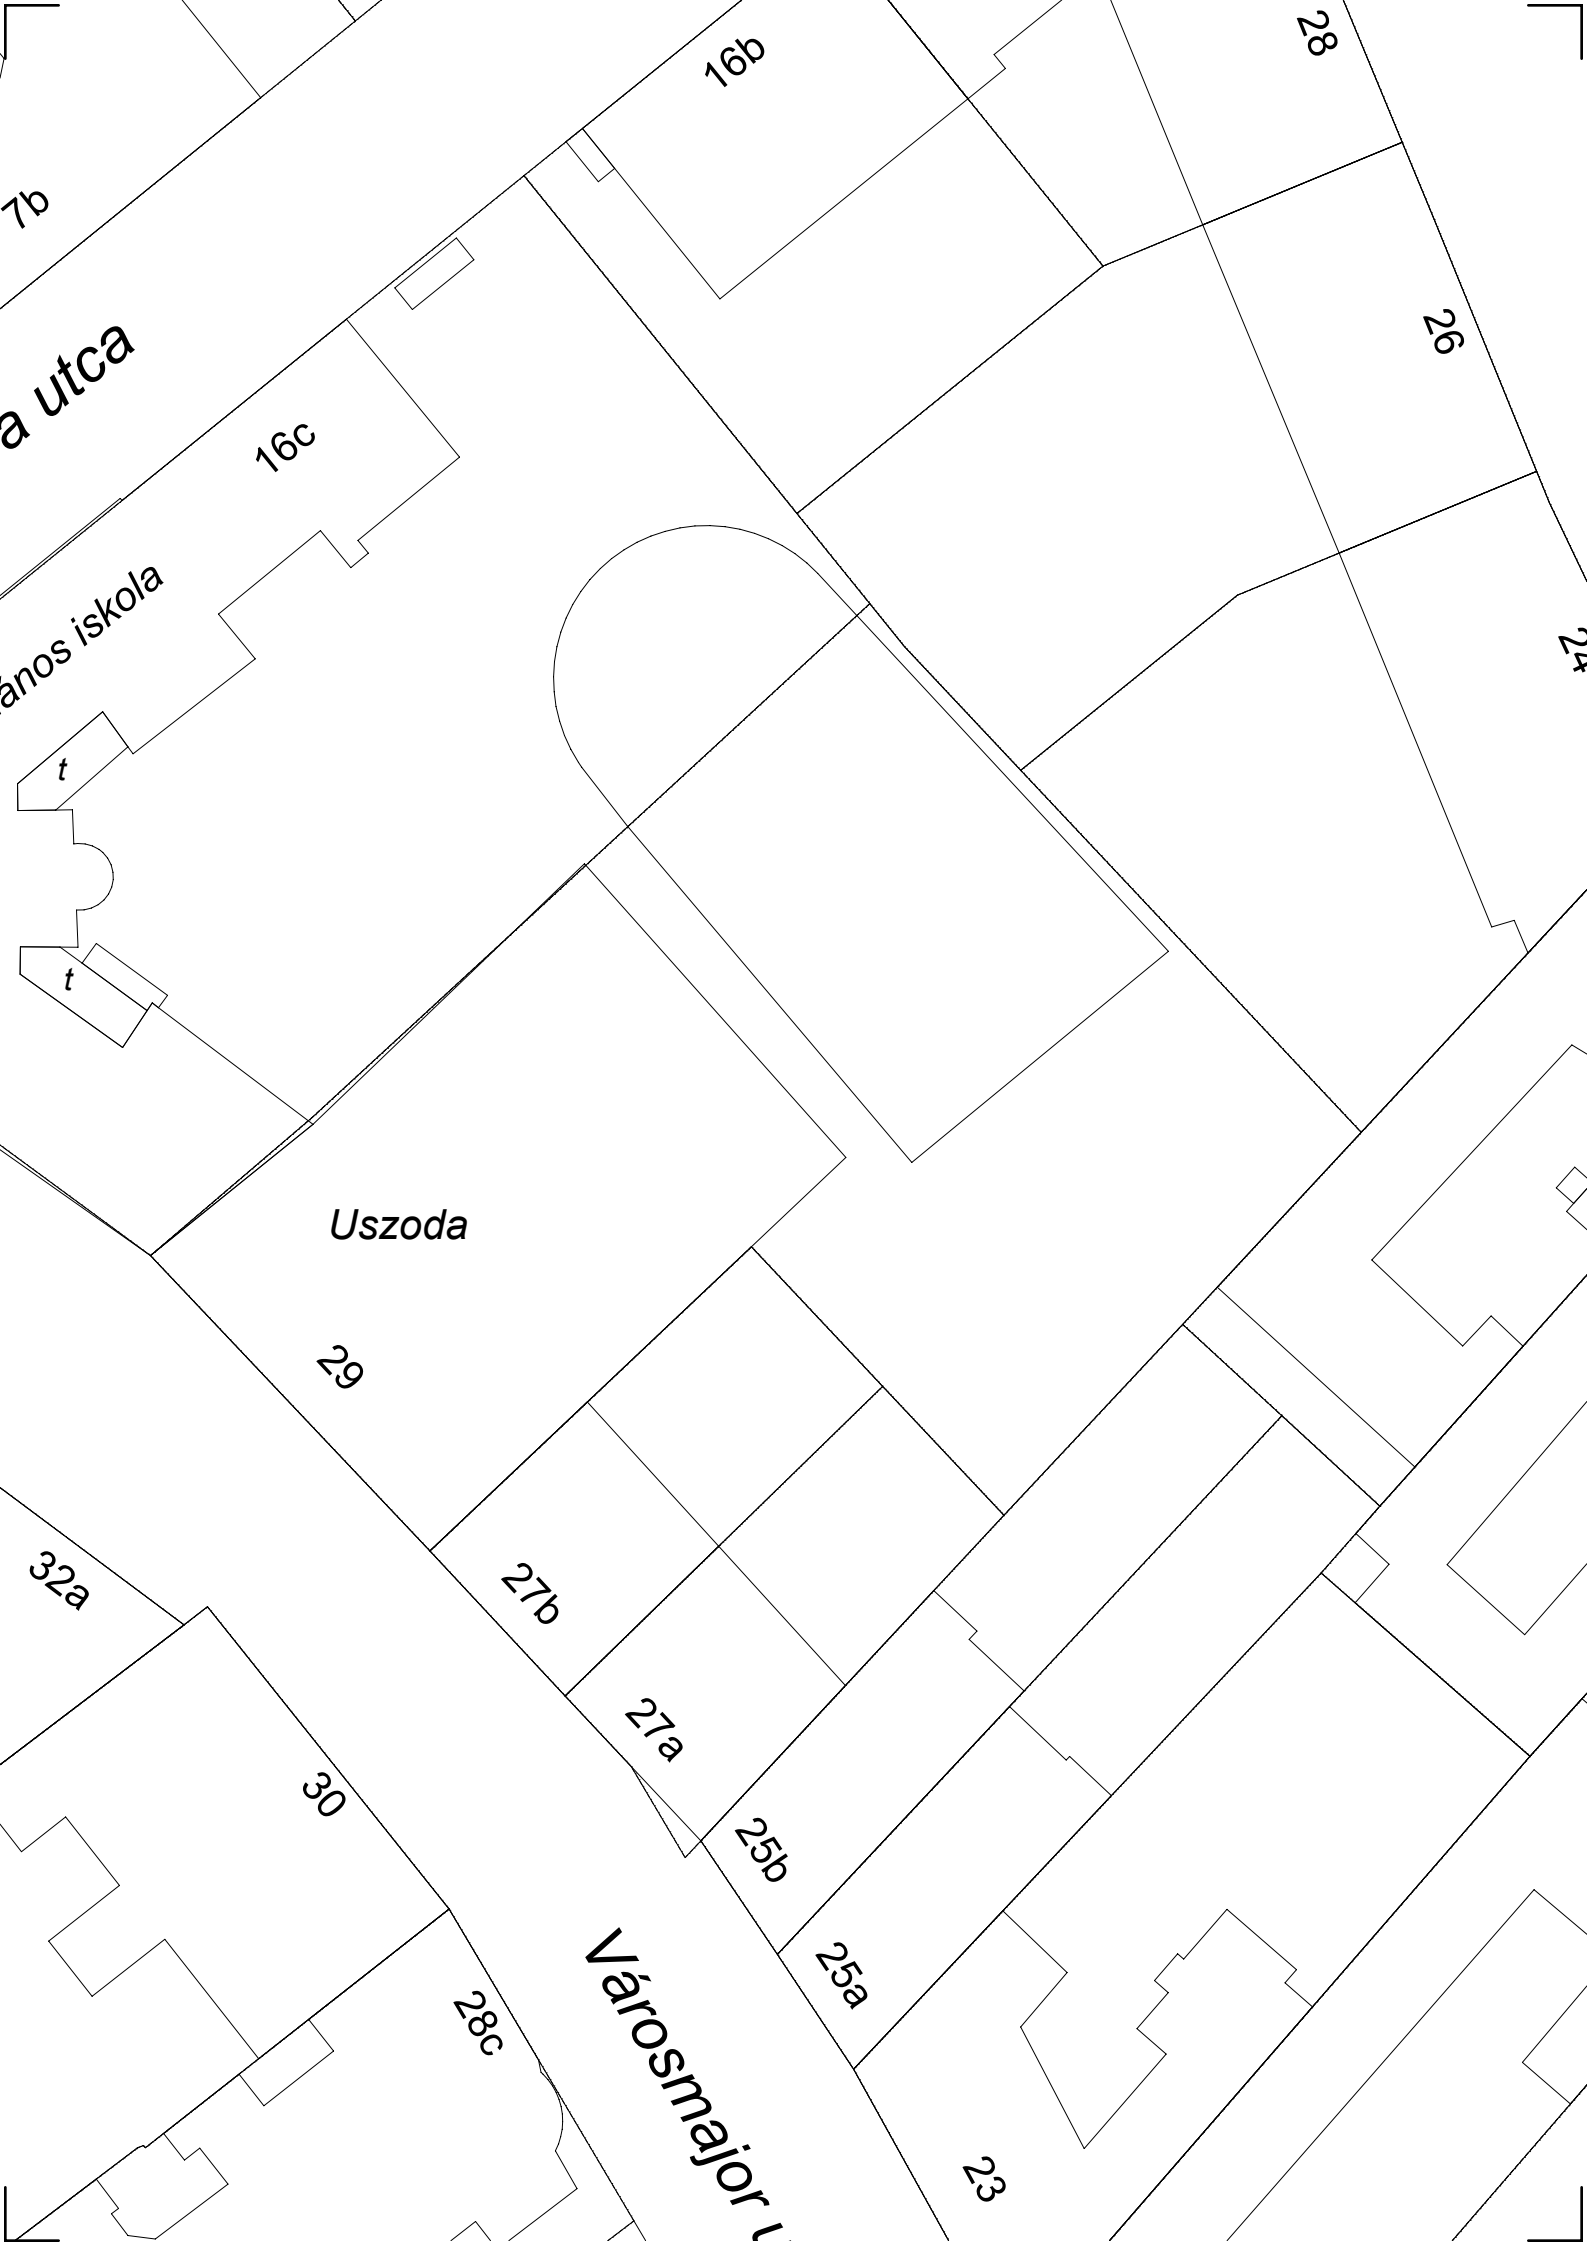 28
16b
7b
26
a utca
16c
ános iskola
24
t
t
Uszoda
29
32a
27b
27a
30
25b
Városmajor u
25a
28c
23